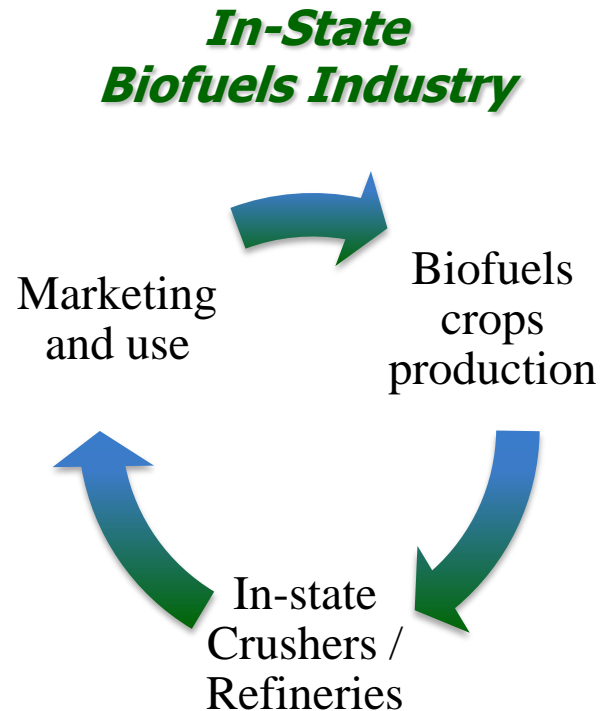 In-State
Biofuels Industry
Marketing
and use
Biofuels
crops
production
In-state
Crushers /
Refineries